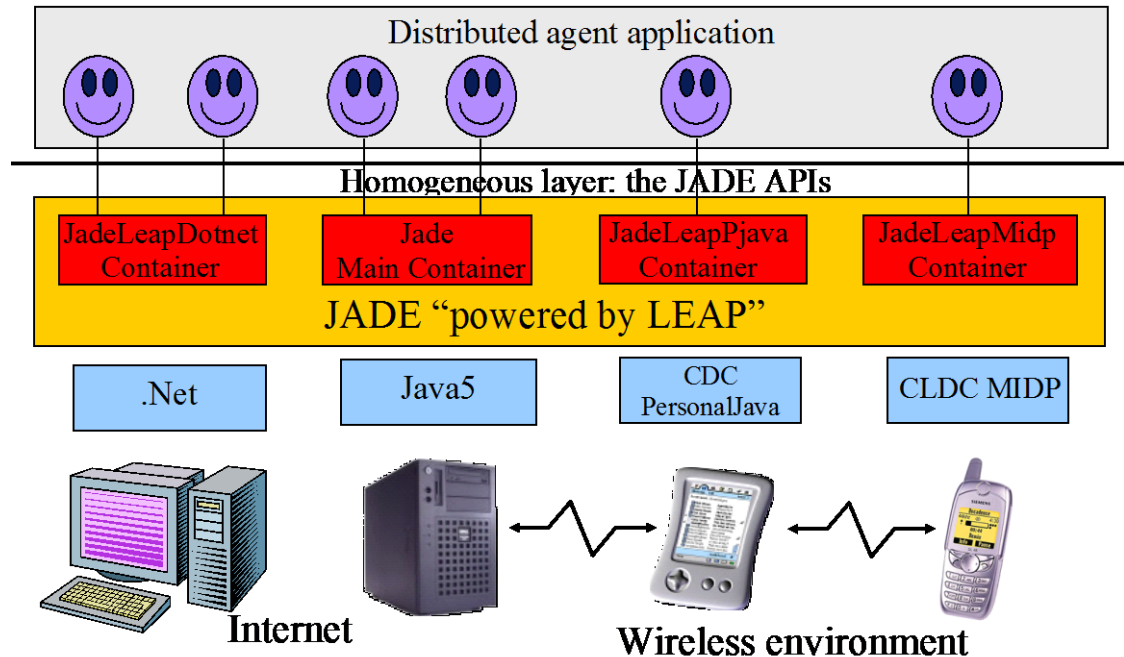 Distributed agent application
Homogeneous layer: the JADE APIs
JadeLeapDotnet
Container
Jade
Main Container
JadeLeapPjava
Container
JadeLeapMidp
Container
JADE “powered by LEAP”
.Net
Java5
CDC
PersonalJava
CLDC MIDP
SIEMENS
Internet
Wireless environment